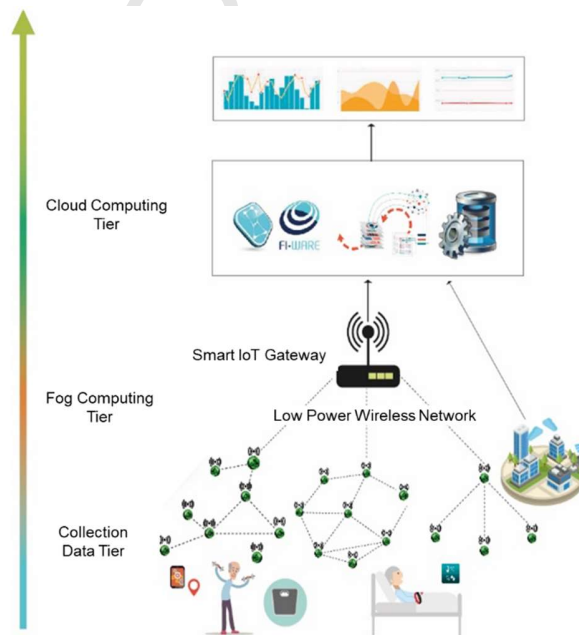 Cloud Computing
Tier
FI-WARE
Smart IoT Gateway
Fog Computing
Tier
Low Power Wireless Network
Collection
Data Tier